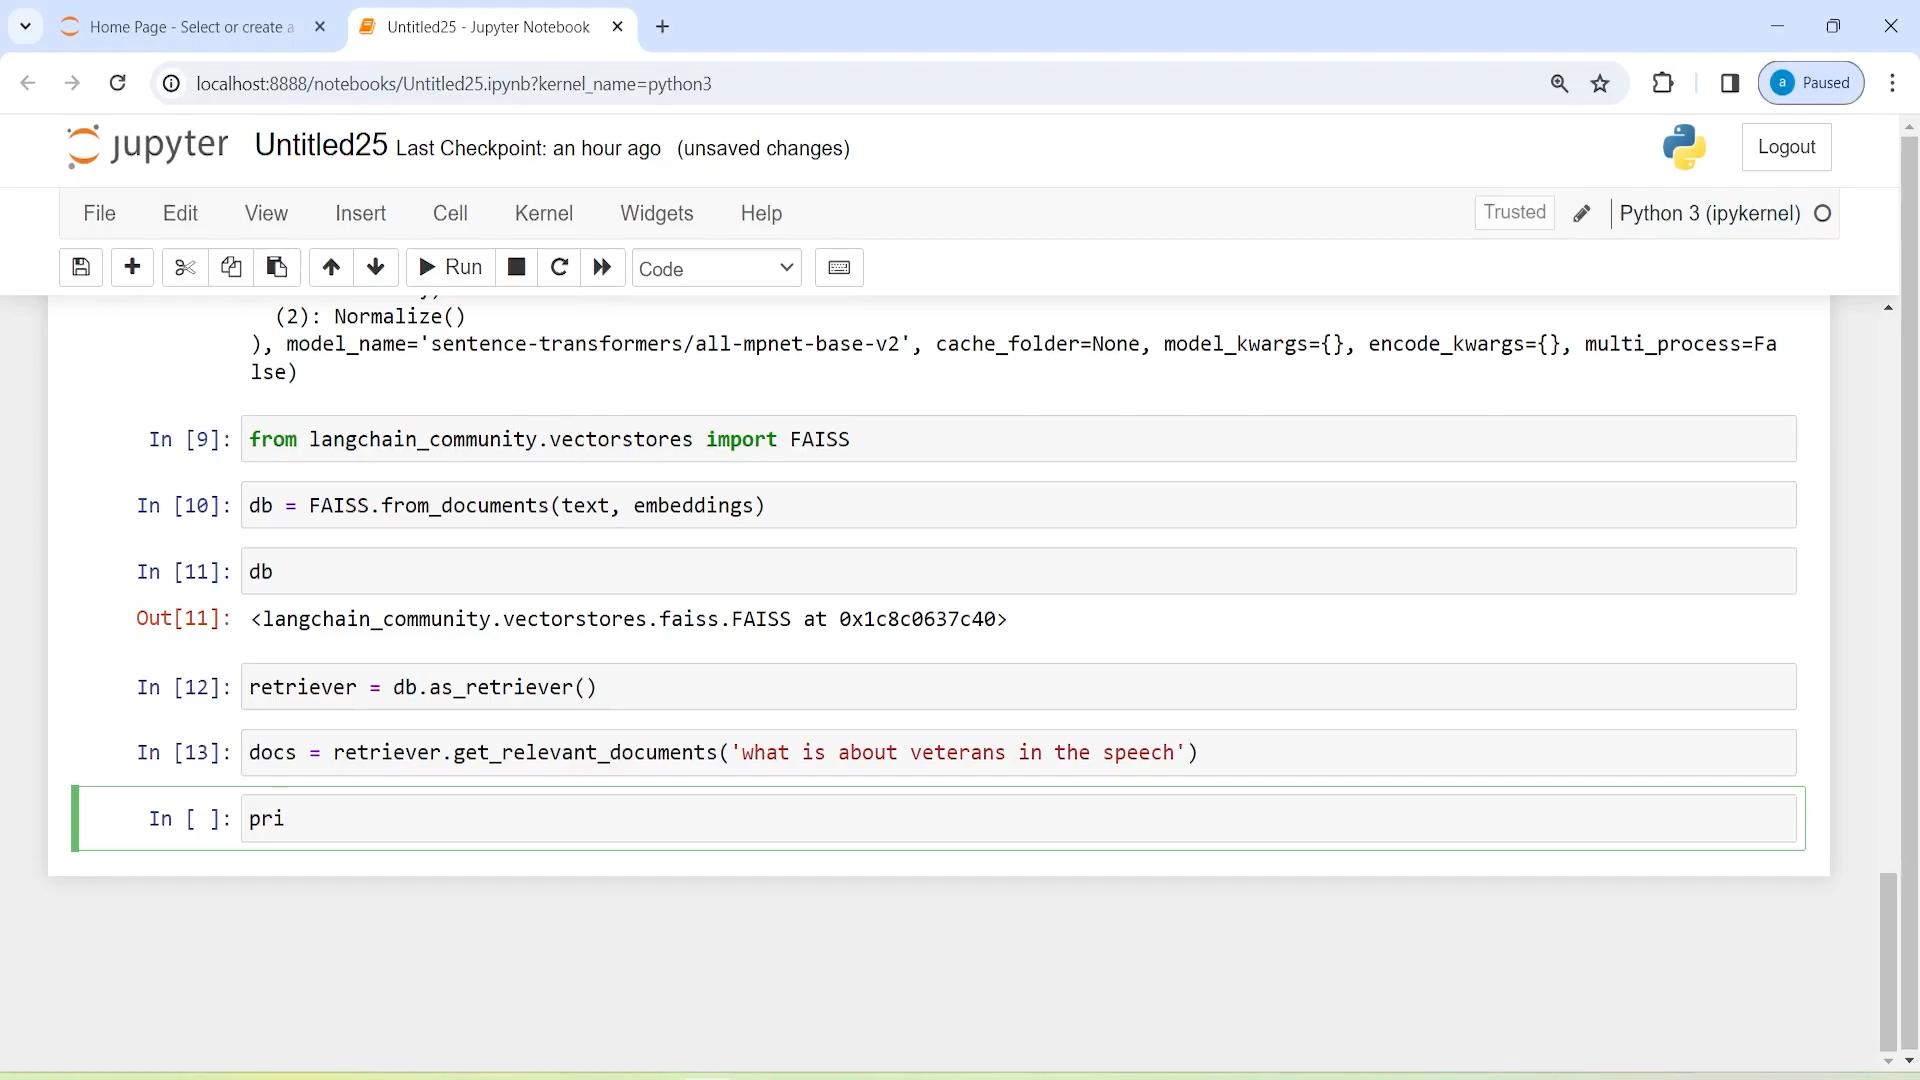 Home Page - Select or create a
Untitled25 - Jupyter Notebook
localhost:8888/notebooks/Untitled25.ipynb?kernel_name=python3
a Paused
jupyter Untitled25 Last Checkpoint: an hour ago (unsaved changes)
Logout
File Edit View Insert Cell Kernel Widgets Help
Trusted Python 3 (ipykernel)
Run Code
(2): Normalize()
), model_name='sentence-transformers/all-mpnet-base-v2', cache_folder=None, model_kwargs={}, encode_kwargs={}, multi_process=Fa
lse)
In [9]: from langchain_community.vectorstores import FAISS
In [10]: db = FAISS.from_documents(text, embeddings)
In [11]: db
Out[11]: <langchain_community.vectorstores.faiss.FAISS at 0x1c8c0637c40>
In [12]: retriever = db.as_retriever()
In [13]: docs = retriever.get_relevant_documents('what is about veterans in the speech')
In [ ]: pri